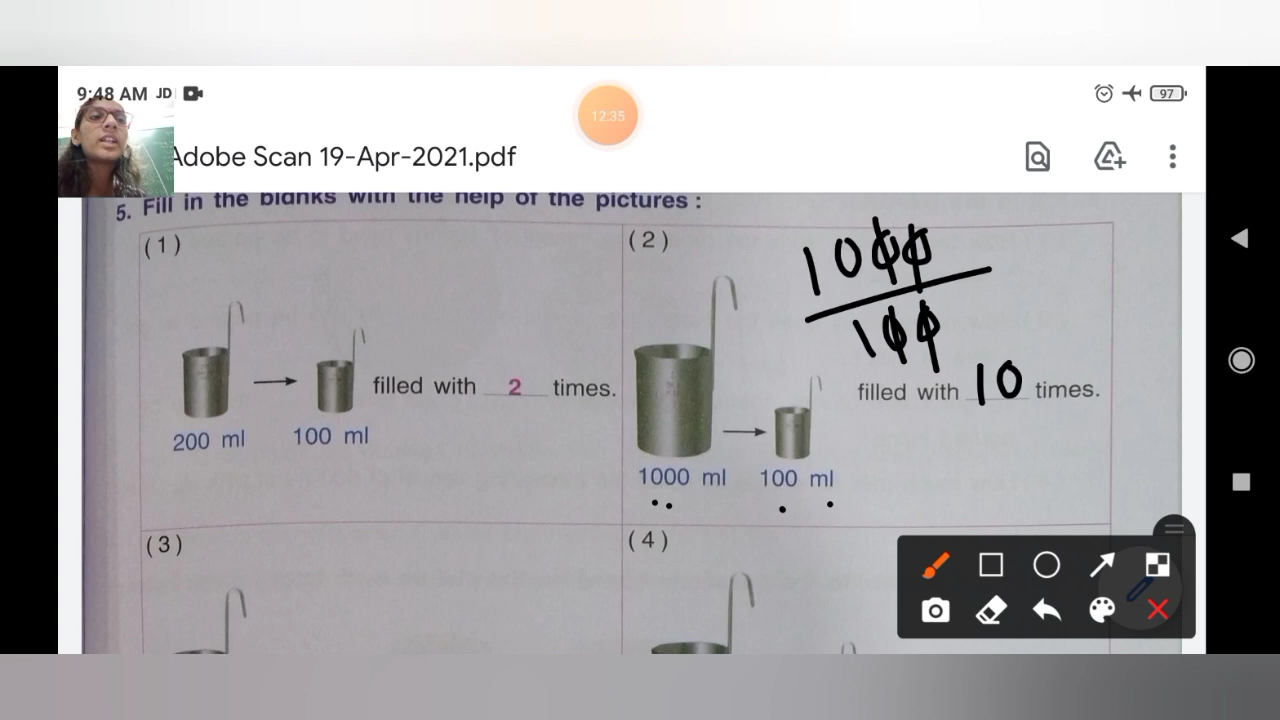 9:48 AM JD
12:35
97
Adobe Scan 19-Apr-2021.pdf
5. Fill in the blanks with the help of the pictures :
(1)
filled with 2 times.
200 ml 100 ml
(2)
1000
100
filled with 10 times.
1000 ml 100 ml
(3)
(4)